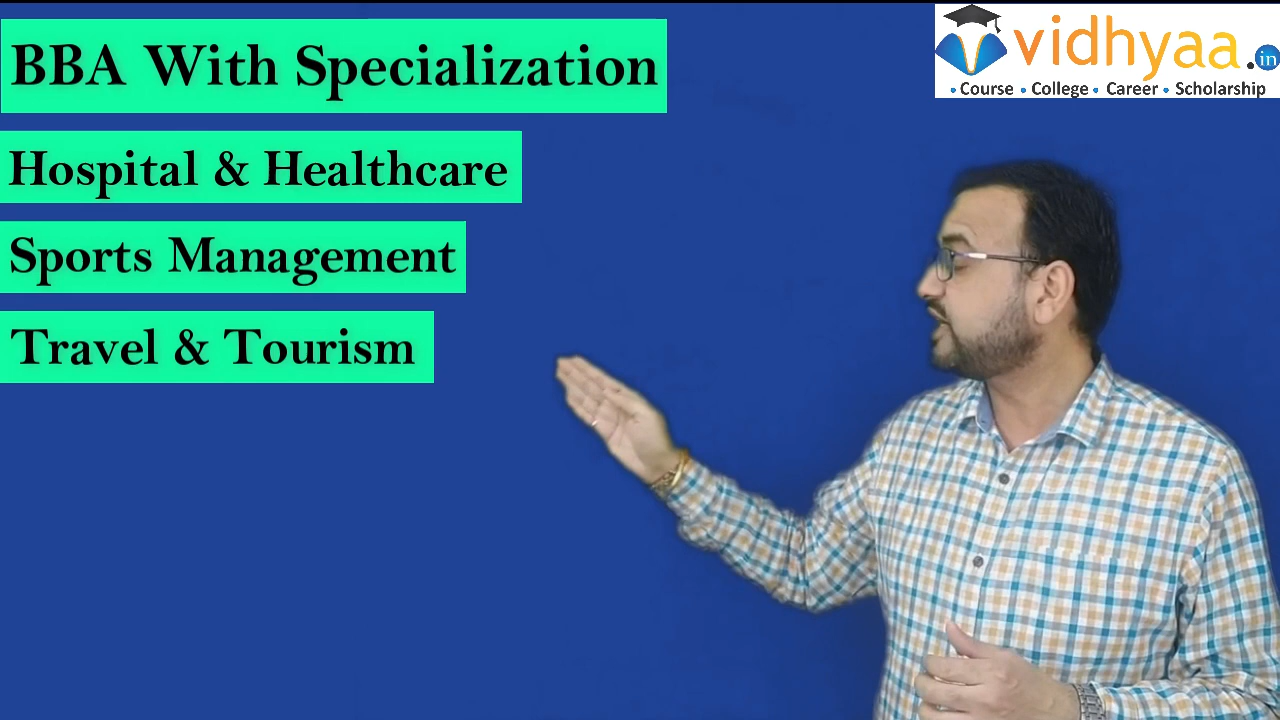 BBA With Specialization
Hospital & Healthcare
Sports Management
Travel & Tourism
vidhyaa.in
• Course • College • Career • Scholarship